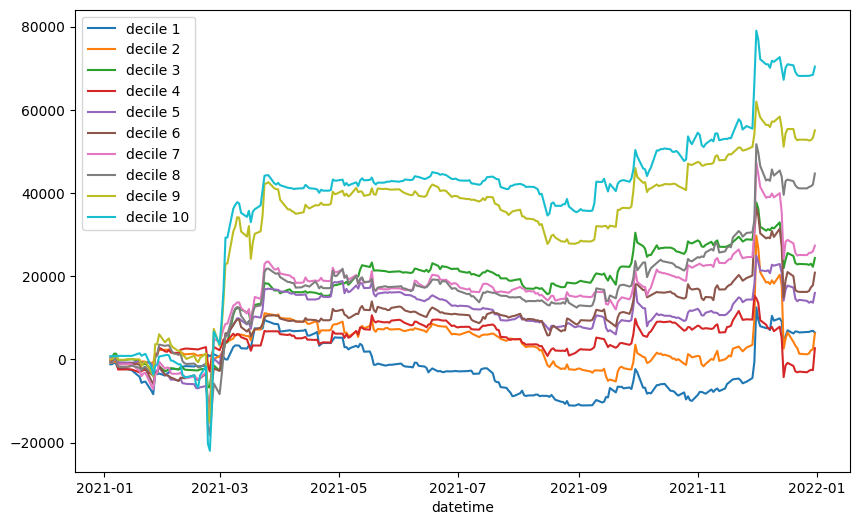 80000
60000
40000
20000
0
−20000
decile 1
decile 2
decile 3
decile 4
decile 5
decile 6
decile 7
decile 8
decile 9
decile 10
2021-01 2021-03 2021-05 2021-07 2021-09 2021-11 2022-01
datetime